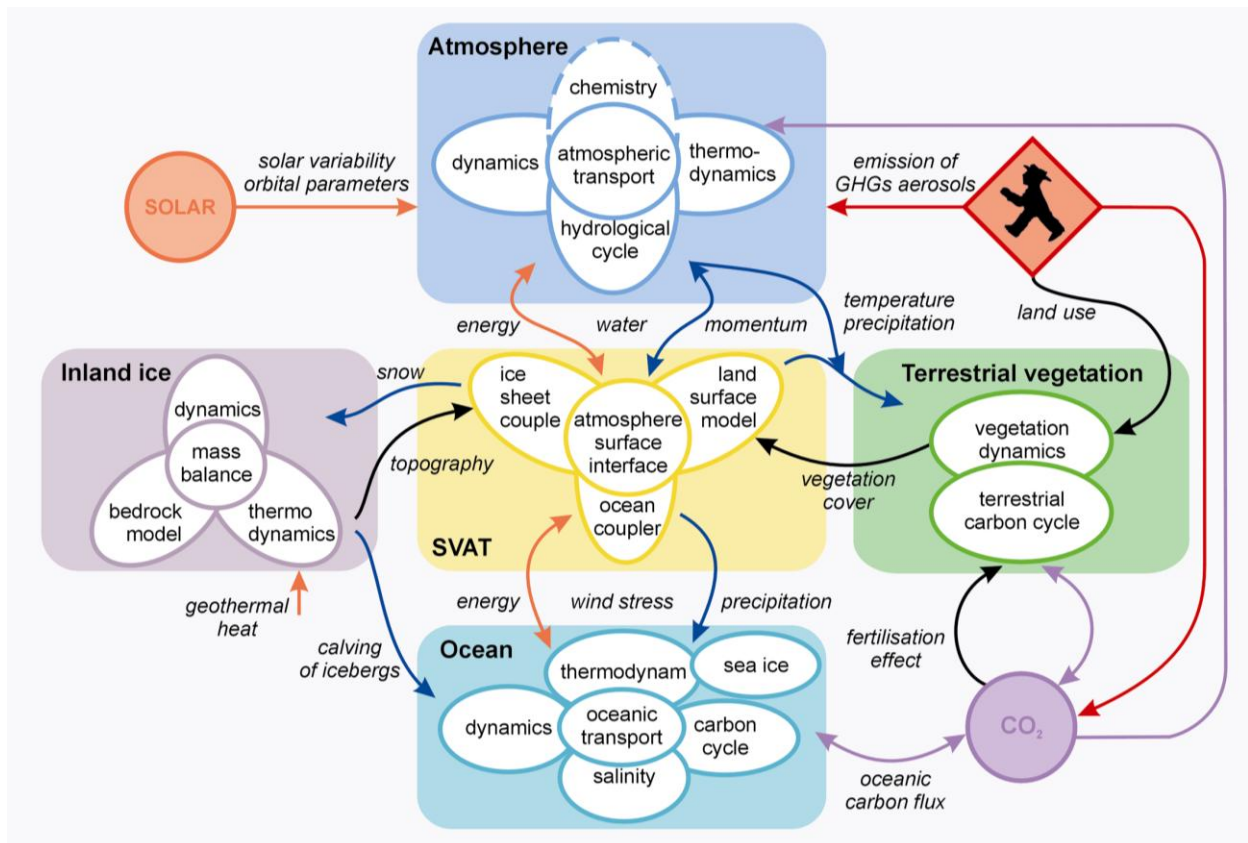 Atmosphere
chemistry
dynamics
atmospheric
transport
thermo-
dynamics
hydrological
cycle
solar variability
orbital parameters
SOLAR
emission of
GHGs aerosols
energy
water
momentum
temperature
precipitation
land use
Inland ice
dynamics
mass
balance
bedrock
model
thermo
dynamics
snow
topography
geothermal
heat
calving
of icebergs
ice
sheet
couple
atmosphere
surface
interface
land
surface
model
ocean
coupler
SVAT
Terrestrial vegetation
vegetation
dynamics
terrestrial
carbon cycle
vegetation
cover
energy
wind stress
precipitation
fertilisation
effect
Ocean
thermodynam
sea ice
dynamics
oceanic
transport
carbon
cycle
salinity
oceanic
carbon flux
CO₂